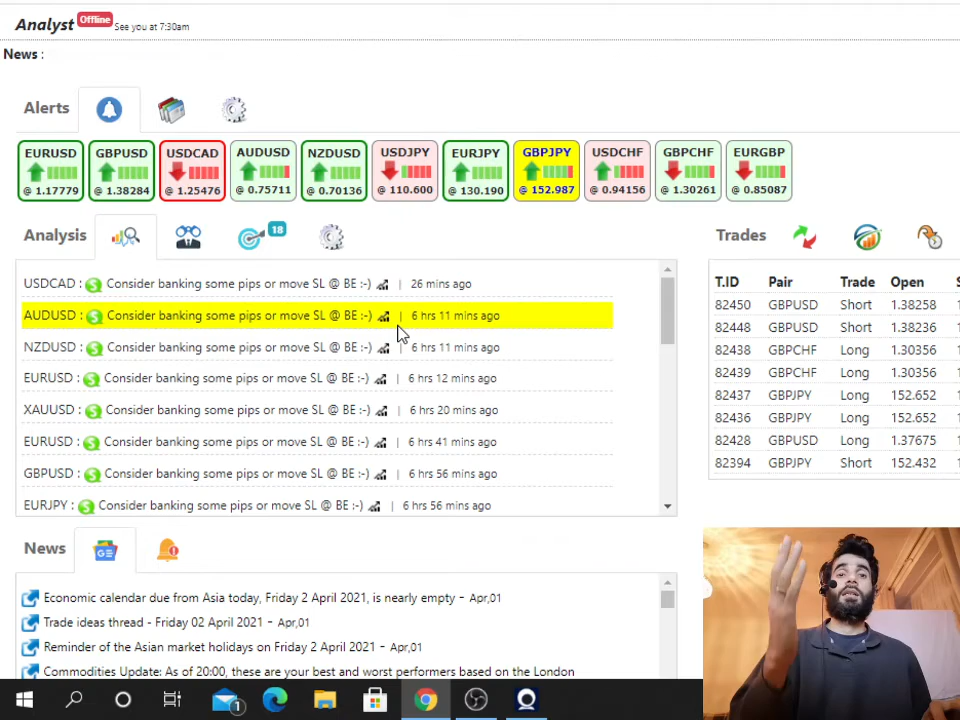 Analyst Offline See you at 7:30am
News :
Alerts
EURUSD GBPUSD USDCAD AUDUSD NZDUSD USDJPY EURJPY GBPJPY USDCHF GBPCHF EURGBP
@ 1.17779 @ 1.38284 @ 1.25476 @ 0.75711 @ 0.70136 @ 110.600 @ 130.190 @ 152.987 @ 0.94156 @ 1.30261 @ 0.85087
Analysis 18
USDCAD : Consider banking some pips or move SL @ BE :-) | 26 mins ago
AUDUSD : Consider banking some pips or move SL @ BE :-) | 6 hrs 11 mins ago
NZDUSD : Consider banking some pips or move SL @ BE :-) | 6 hrs 11 mins ago
EURUSD : Consider banking some pips or move SL @ BE :-) | 6 hrs 12 mins ago
XAUUSD : Consider banking some pips or move SL @ BE :-) | 6 hrs 20 mins ago
EURUSD : Consider banking some pips or move SL @ BE :-) | 6 hrs 41 mins ago
GBPUSD : Consider banking some pips or move SL @ BE :-) | 6 hrs 56 mins ago
EURJPY : Consider banking some pips or move SL @ BE :-) | 6 hrs 56 mins ago
Trades
T.ID Pair Trade Open
82450 GBPUSD Short 1.38258
82448 GBPUSD Short 1.38236
82438 GBPCHF Long 1.30356
82439 GBPCHF Long 1.30356
82437 GBPJPY Long 152.652
82436 GBPJPY Long 152.652
82428 GBPUSD Long 1.37675
82394 GBPJPY Short 152.432
News
Economic calendar due from Asia today, Friday 2 April 2021, is nearly empty - Apr,01
Trade ideas thread - Friday 02 April 2021 - Apr,01
Reminder of the Asian market holidays on Friday 2 April 2021 - Apr,01
Commodities Update: As of 20:00, these are your best and worst performers based on the London
1